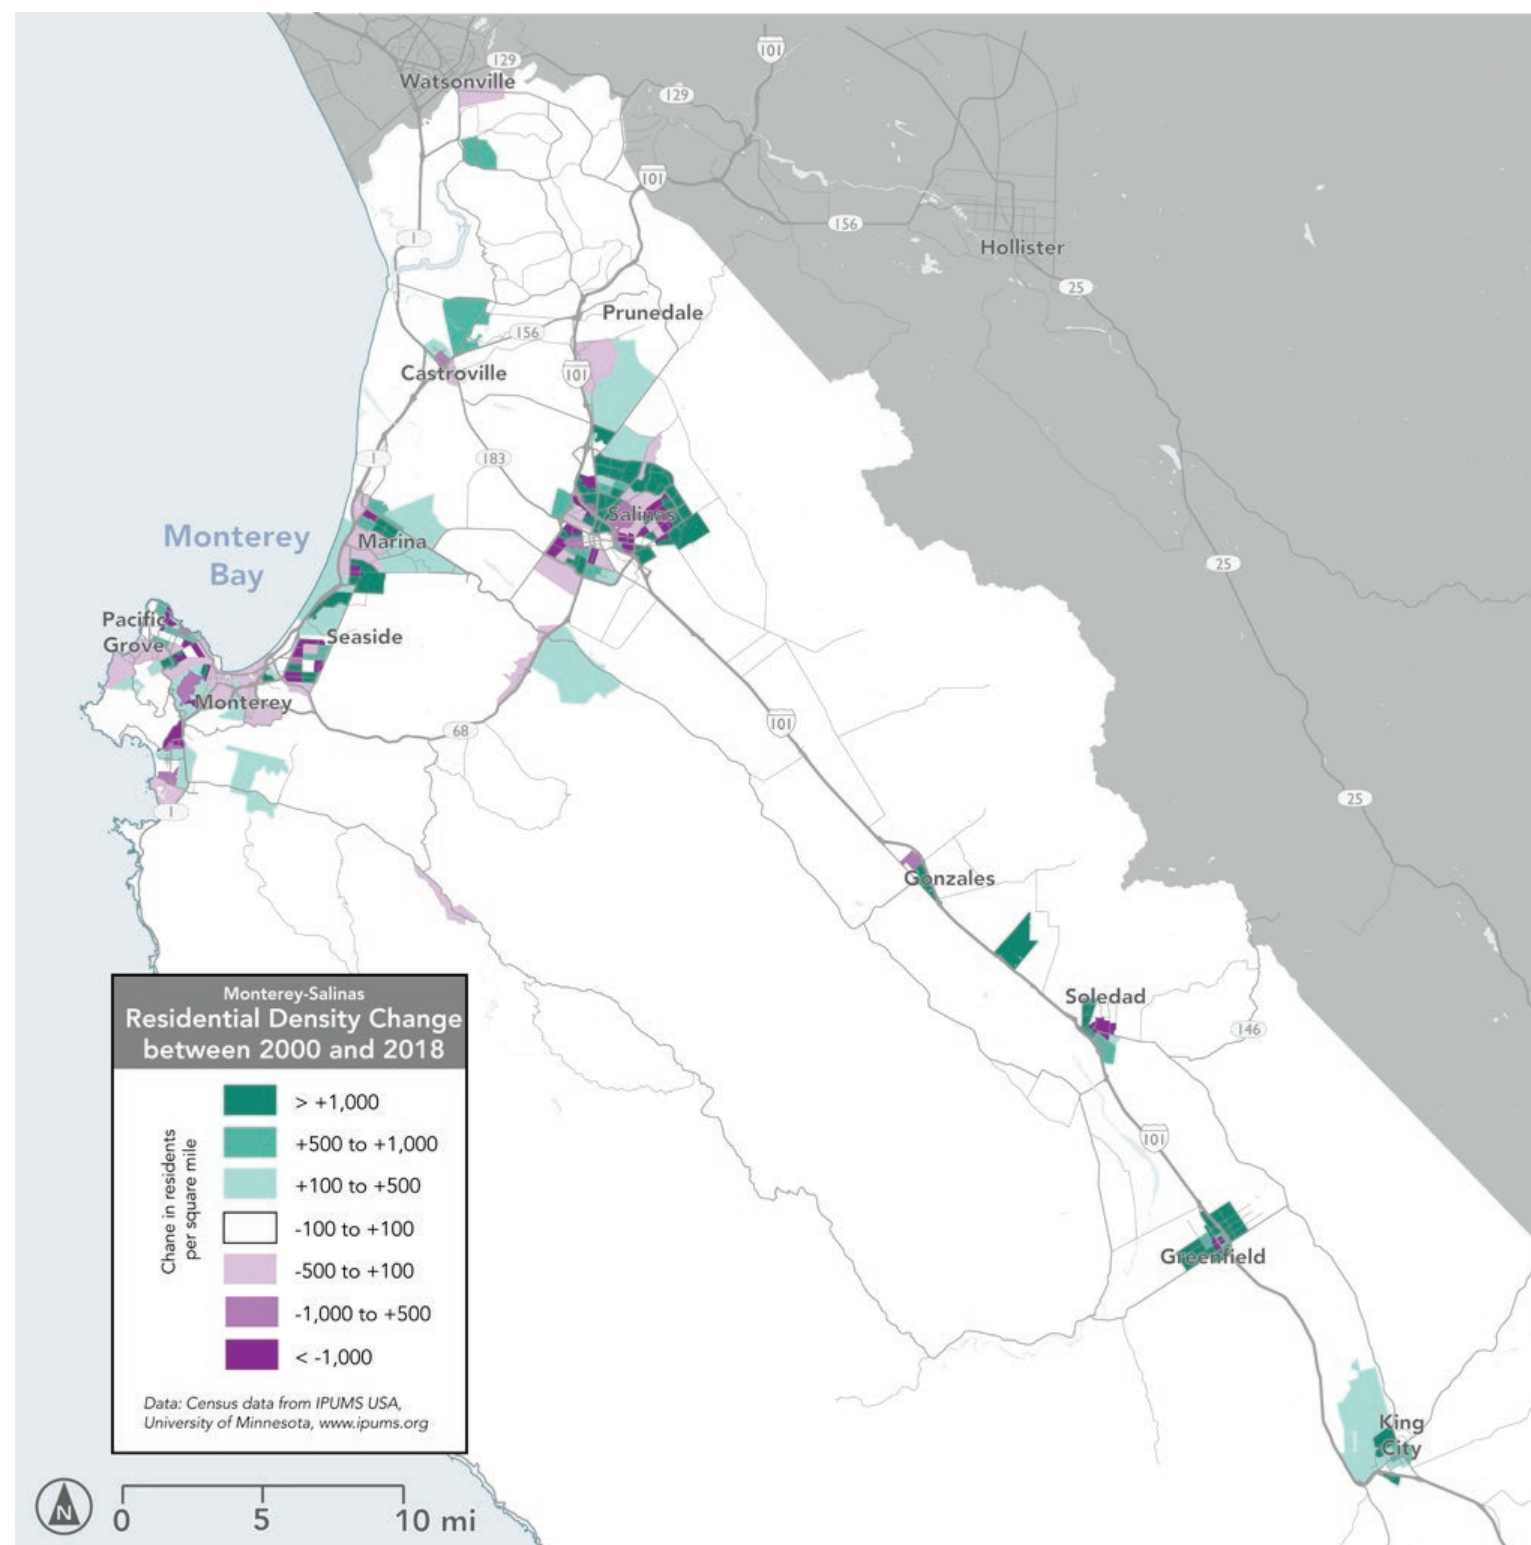 129
Watsonville
101
129
101
156
1
Hollister
25
Prunedale
156
Castroville
101
1
183
Salinas
Monterey
Bay
Marina
25
Pacific
Grove
Seaside
Monterey
68
101
25
1
Gonzales
Soledad
146
101
Greenfield
King
City
Monterey-Salinas
Residential Density Change
between 2000 and 2018
Chane in residents
per square mile
> +1,000
+500 to +1,000
+100 to +500
-100 to +100
-500 to +100
-1,000 to +500
< -1,000
Data: Census data from IPUMS USA,
University of Minnesota, www.ipums.org
N
0 5 10 mi